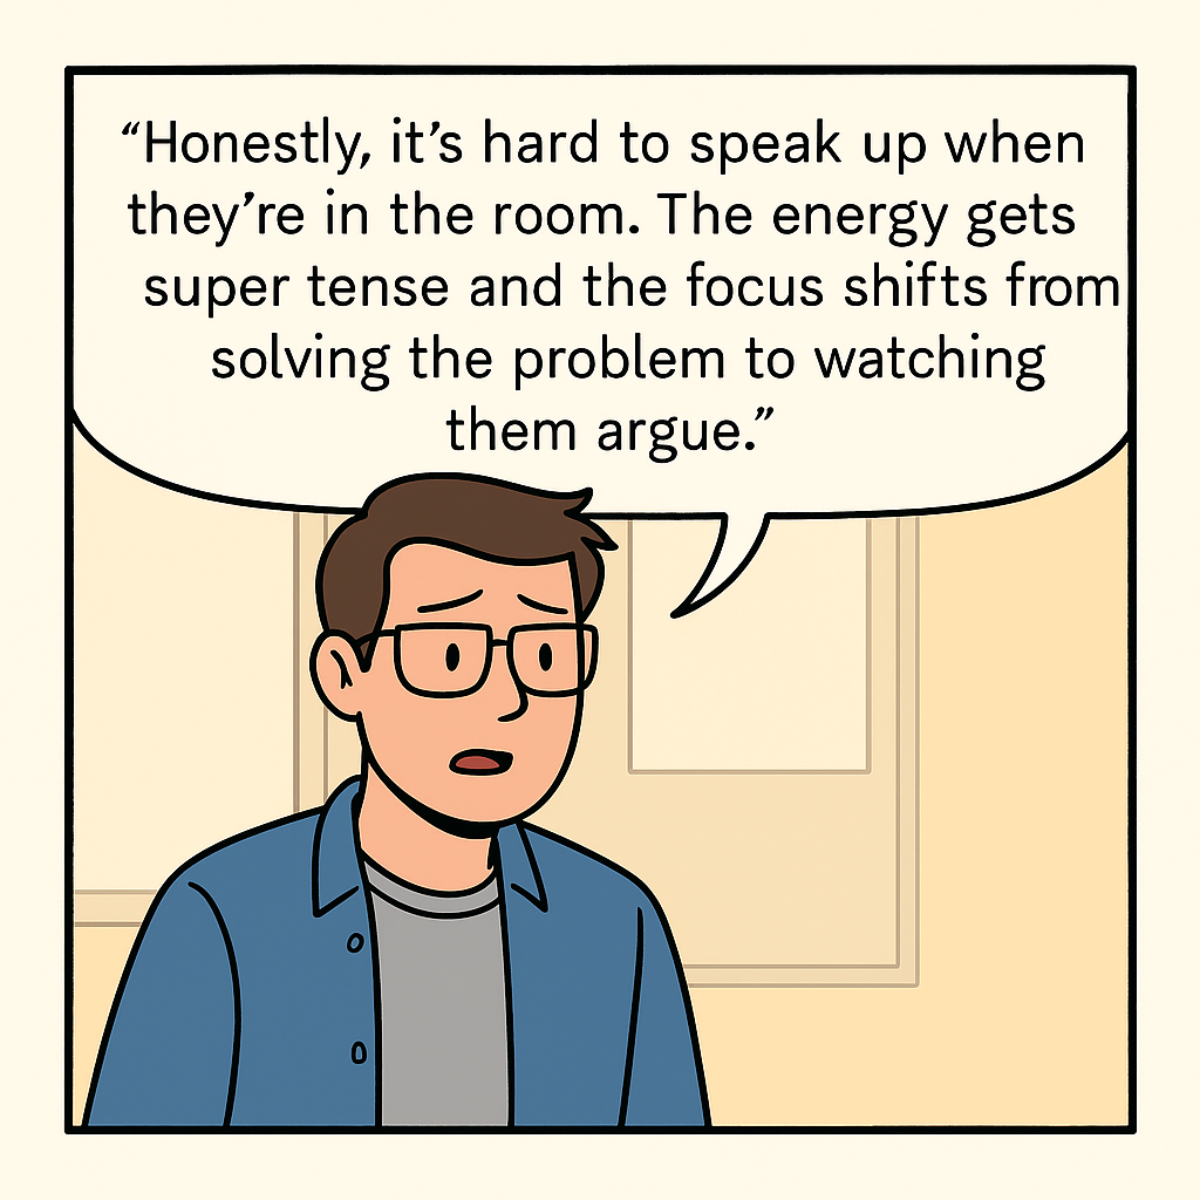 “Honestly, it’s hard to speak up when
they’re in the room. The energy gets
super tense and the focus shifts from
solving the problem to watching
them argue.”